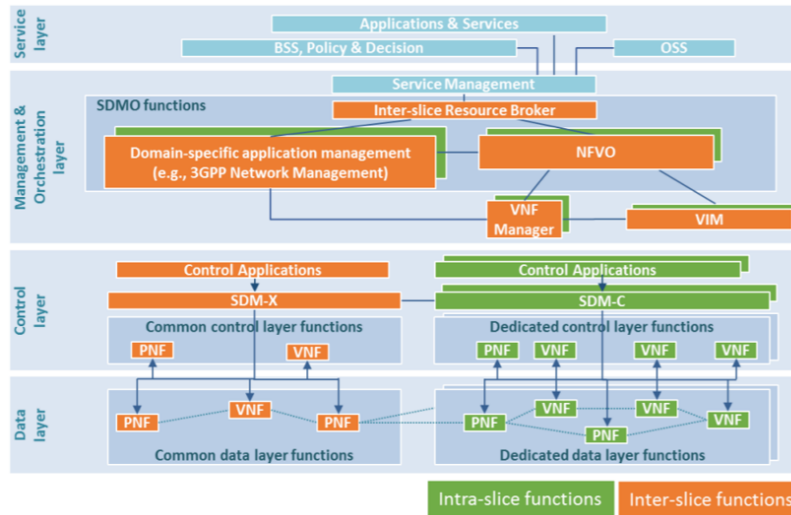 Service
layer
Applications & Services
BSS, Policy & Decision
OSS
Management &
Orchestration
layer
Service Management
SDMO functions
Inter-slice Resource Broker
Domain-specific application management
(e.g., 3GPP Network Management)
NFVO
VNF
Manager
VIM
Control
layer
Control Applications
Control Applications
SDM-X
SDM-C
Common control layer functions
Dedicated control layer functions
PNF
VNF
PNF
VNF
VNF
VNF
Data
layer
PNF
VNF
PNF
PNF
VNF
PNF
VNF
VNF
Common data layer functions
Dedicated data layer functions
Intra-slice functions
Inter-slice functions